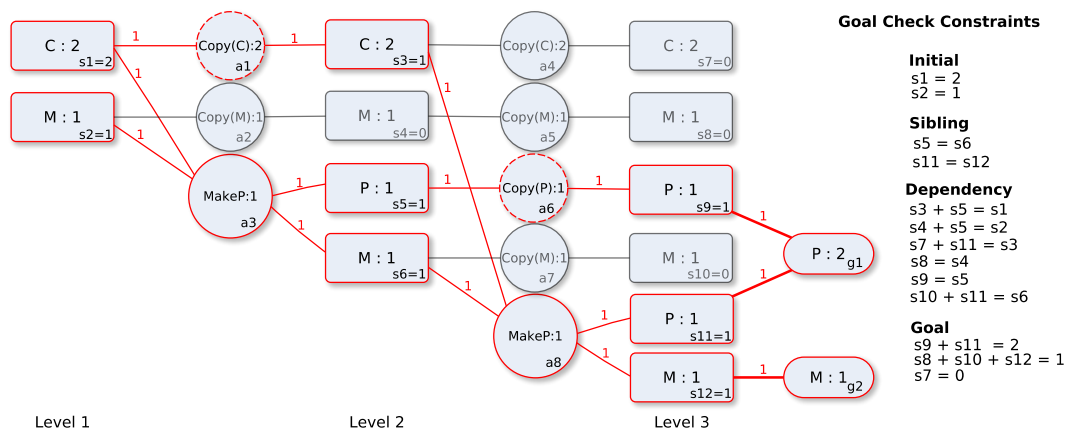 Goal Check Constraints
C : 2
s1=2
1
Copy(C):2
a1
1
C : 2
s3=1
Copy(C):2
a4
C : 2
s7=0
Initial
s1 = 2
s2 = 1
1
M : 1
s2=1
1
Copy(M):1
a2
M : 1
s4=0
1
Copy(M):1
a5
M : 1
s8=0
Sibling
s5 = s6
s11 = s12
MakeP:1
a3
1
P : 1
s5=1
1
Copy(P):1
a6
1
P : 1
s9=1
1
Dependency
s3 + s5 = s1
s4 + s5 = s2
s7 + s11 = s3
s8 = s4
s9 = s5
s10 + s11 = s6
1
M : 1
s6=1
1
Copy(M):1
a7
M : 1
s10=0
P : 2
g1
1
MakeP:1
a8
1
P : 1
s11=1
1
M : 1
s12=1
1
M : 1
g2
Goal
s9 + s11  = 2
s8 + s10 + s12 = 1
s7 = 0
Level 1
Level 2
Level 3